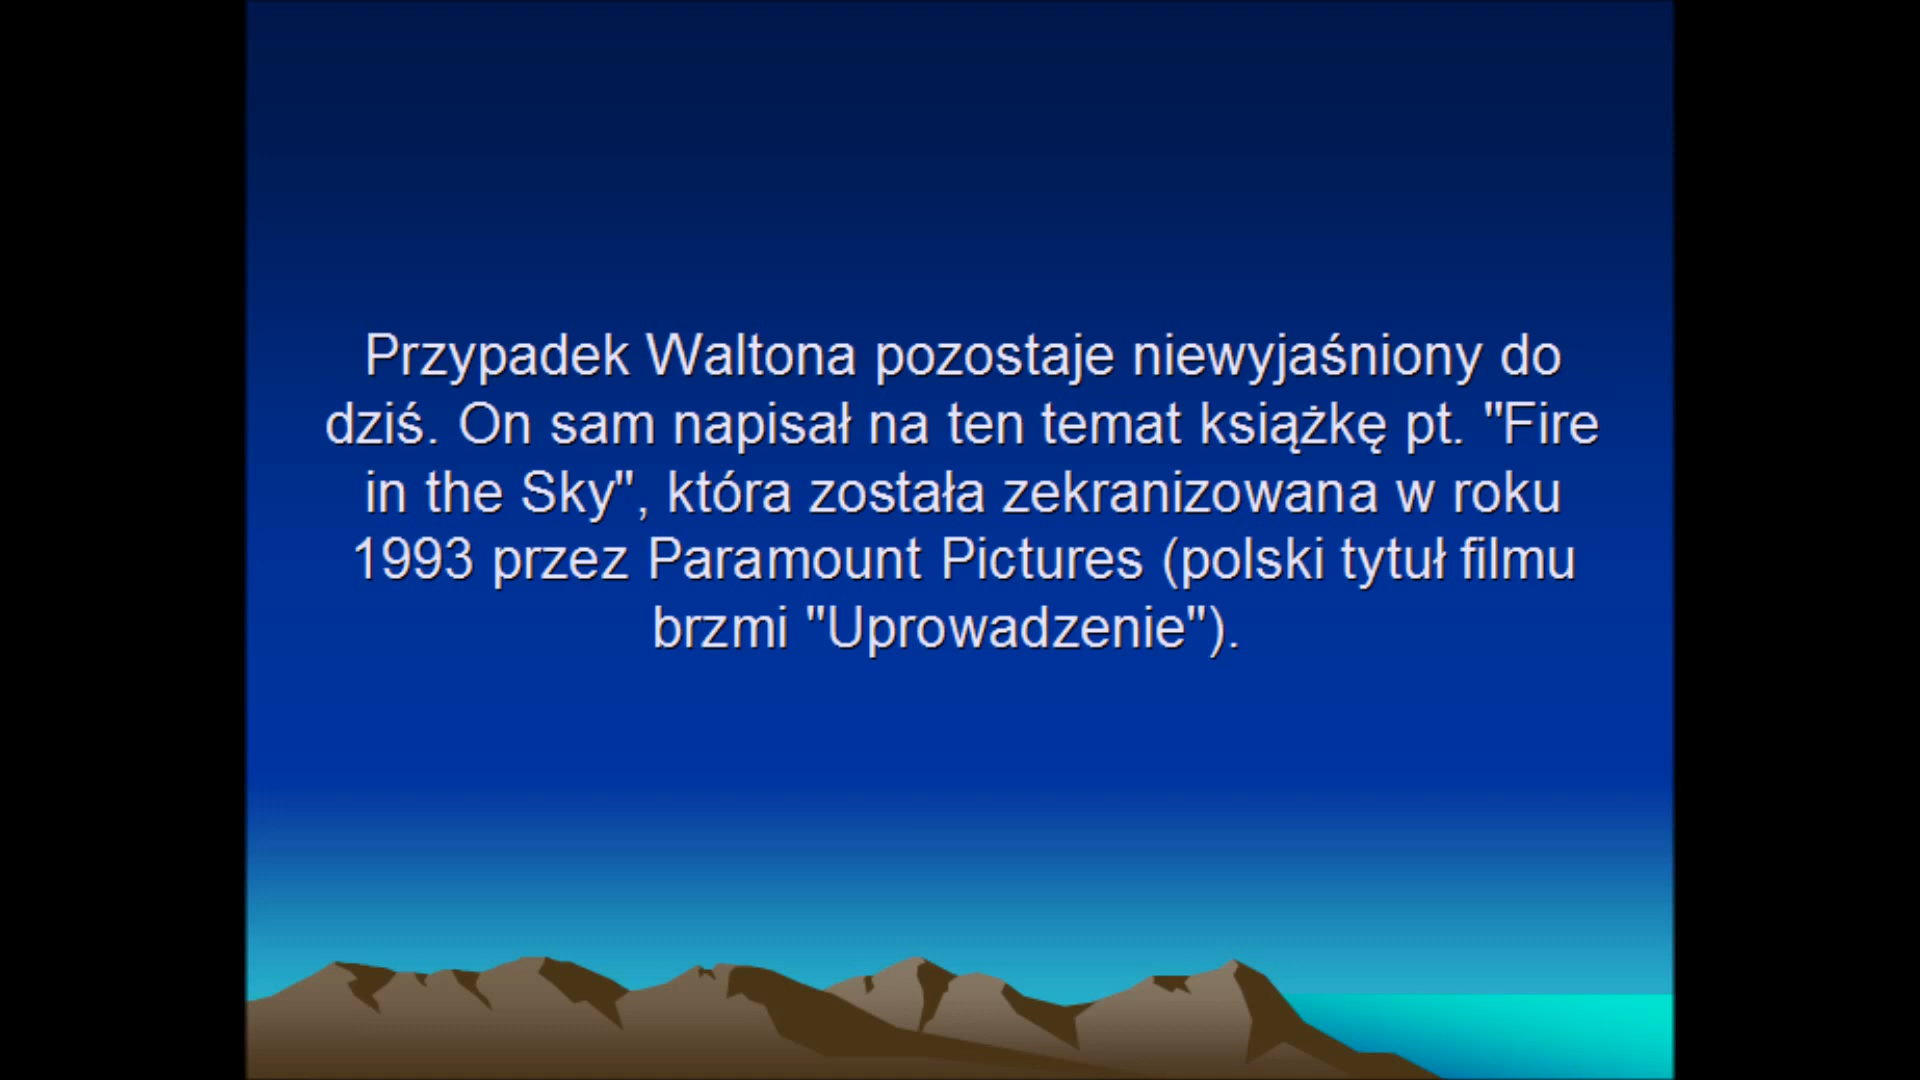 Przypadek Waltona pozostaje niewyjaśniony do
dziś. On sam napisał na ten temat książkę pt. "Fire
in the Sky", która została zekranizowana w roku
1993 przez Paramount Pictures (polski tytuł filmu
brzmi "Uprowadzenie").